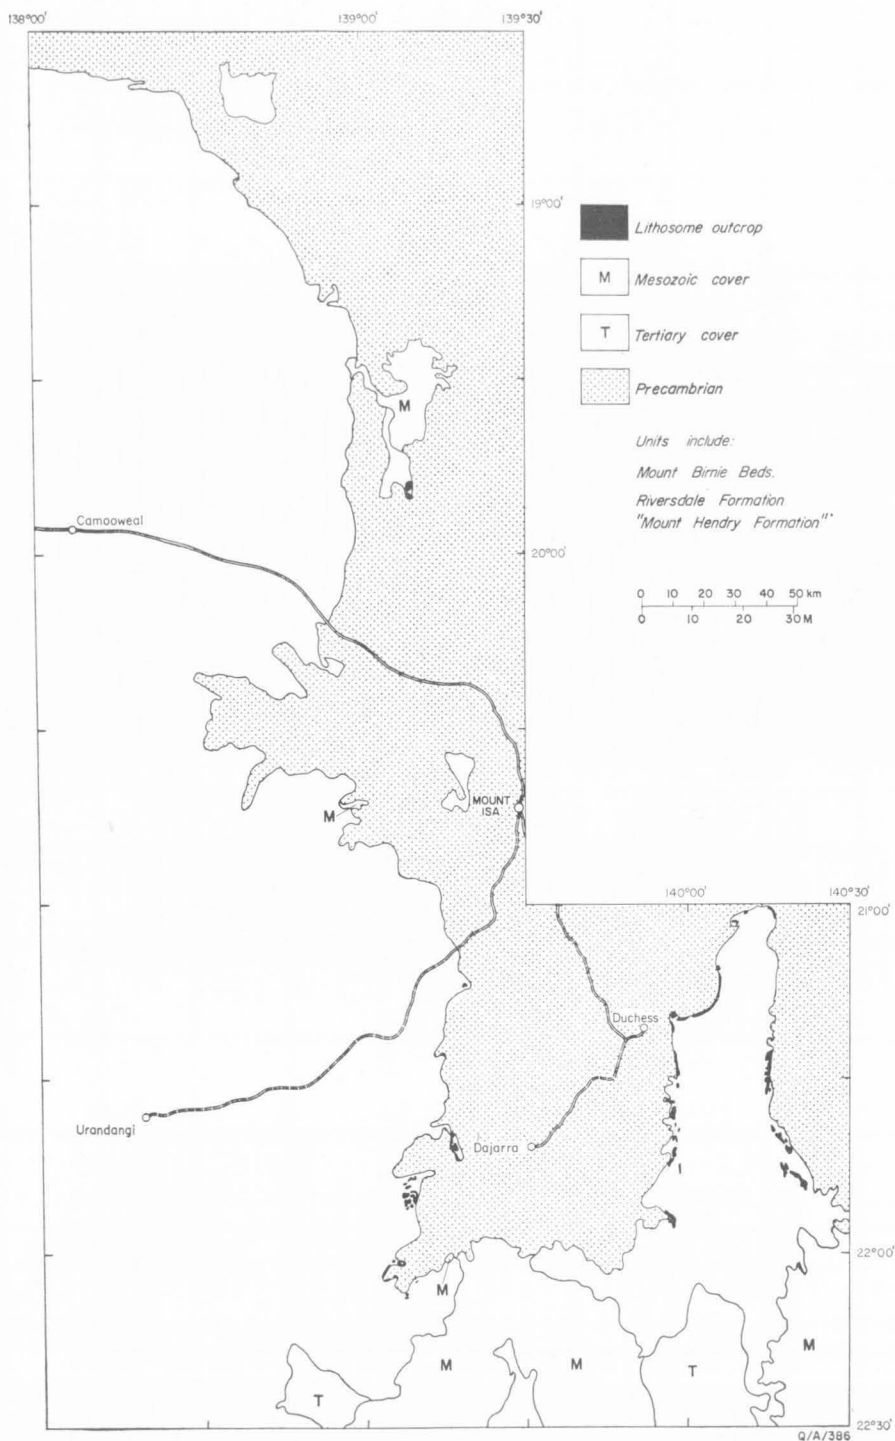 138°00'
139°00'
139°30'
19°00'
Lithosome outcrop
M
Mesozoic cover
T
Tertiary cover
Precambrian
M
Units include:
Mount Birnie Beds.
Riversdale Formation
"Mount Hendry Formation"'
Camooweal
20°00'
0 10 20 30 40 50 km
0 10 20 30 M
MOUNT
ISA
M
140°00'
140°30'
21°00'
Duchess
Urandangi
Dajarra
22°00'
M
M
M
M
T
T
22°30'
Q/A/386